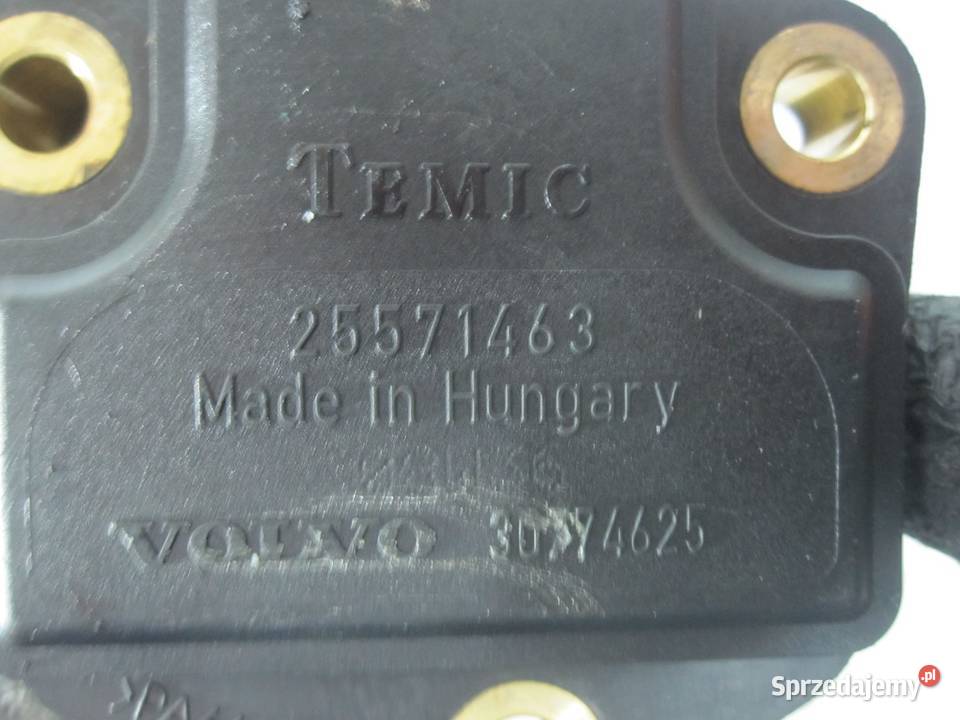 TEMIC
25571463
Made in Hungary
VOLVO 30774625
Sprzedajemy.pl